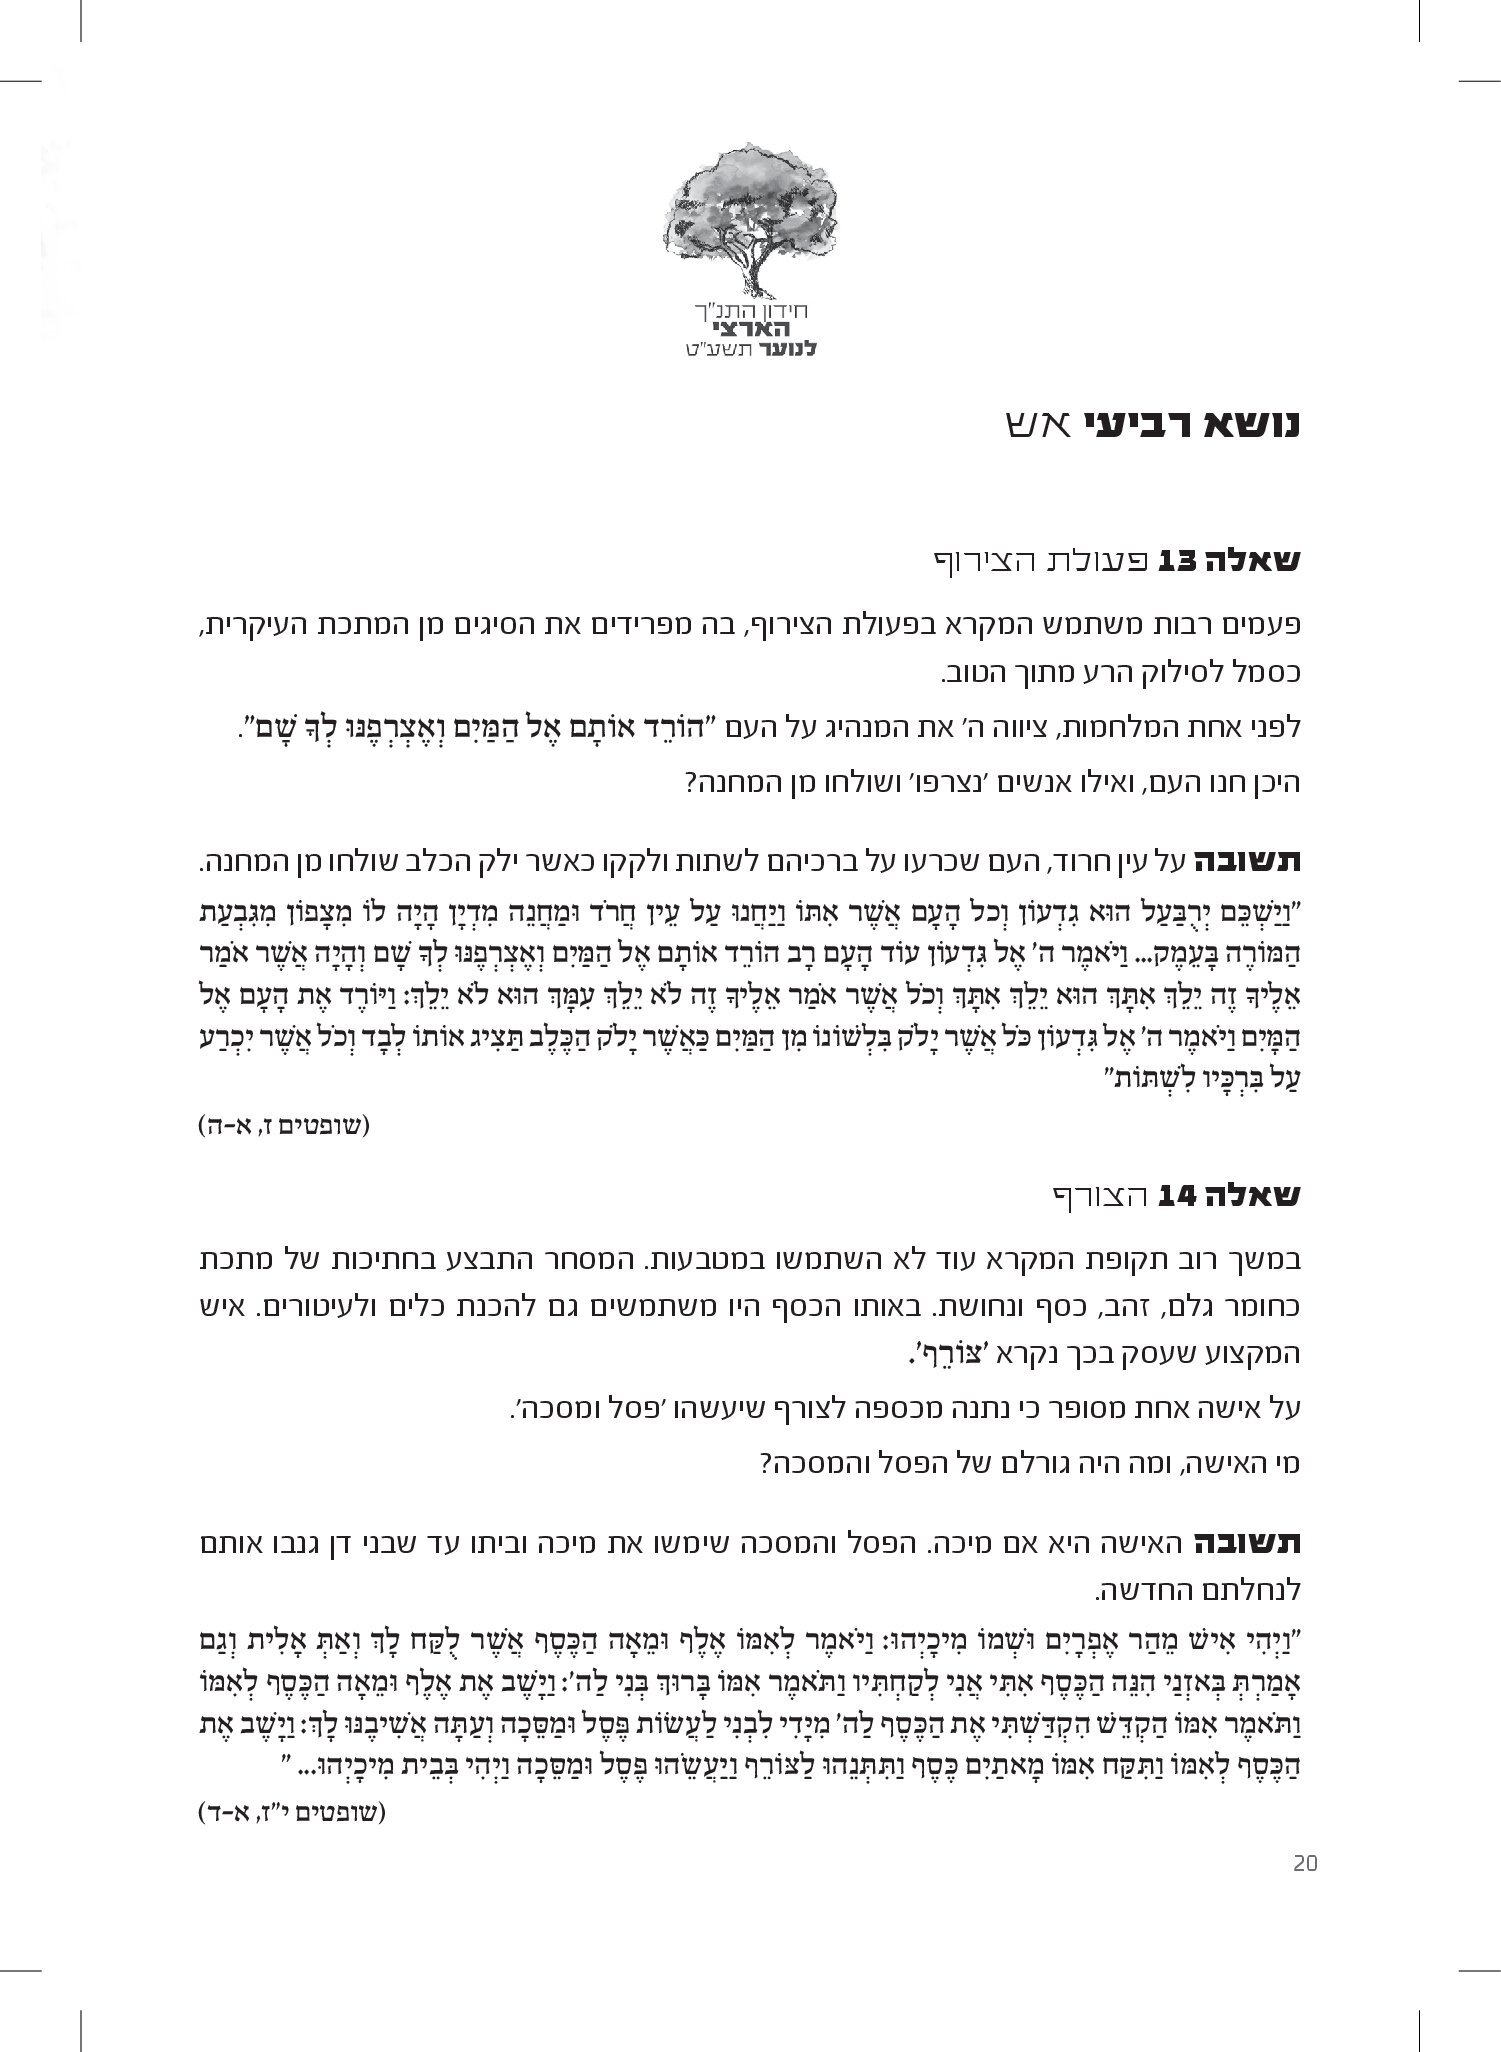 חידון התנ"ך
הארצי
לנוער תשע"ט
נושא רביעי אש
שאלה 13 פעולת הצירוף
פעמים רבות משתמש המקרא בפעולת הצירוף, בה מפרידים את הסיגים מן המתכת העיקרית,
כסמל לסילוק הרע מתוך הטוב.
לפני אחת המלחמות, ציווה ה' את המנהיג על העם "הוֹרֵד אוֹתָם אֶל הַמַּיִם וְאֶצְרְפֶנּוּ לְךָ שָׁם".
היכן חנו העם, ואילו אנשים 'נצרפו' ושולחו מן המחנה?
תשובה על עין חרוד, העם שכרעו על ברכיהם לשתות ולקקו כאשר ילק הכלב שולחו מן המחנה.
"וַיַּשְׁכֵּם יְרֻבַּעַל הוּא גִדְעוֹן וְכל הָעָם אֲשֶׁר אִתּוֹ וַיַּחֲנוּ עַל עֵין חֲרֹד וּמַחֲנֵה מִדְיָן הָיָה לוֹ מִצָּפוֹן מִגִּבְעַת
הַמּוֹרֶה בָּעֵמֶק... וַיֹּאמֶר ה' אֶל גִּדְעוֹן עוֹד הָעָם רָב הוֹרֵד אוֹתָם אֶל הַמַּיִם וְאֶצְרְפֶנּוּ לְךָ שָׁם וְהָיָה אֲשֶׁר אֹמַר
אֵלֶיךָ זֶה יֵלֵךְ אִתָּךְ הוּא יֵלֵךְ אִתָּךְ וְכֹל אֲשֶׁר אֹמַר אֵלֶיךָ זֶה לֹא יֵלֵךְ עִמָּךְ הוּא לֹא יֵלֵךְ: וַיּוֹרֶד אֶת הָעָם אֶל
הַמָּיִם וַיֹּאמֶר ה' אֶל גִּדְעוֹן כֹּל אֲשֶׁר יָלֹק בִּלְשׁוֹנוֹ מִן הַמַּיִם כַּאֲשֶׁר יָלֹק הַכֶּלֶב תַּצִּיג אוֹתוֹ לְבָד וְכֹל אֲשֶׁר יִכְרַע
עַל בִּרְכָּיו לִשְׁתּוֹת"
(שופטים ז, א-ה)
שאלה 14 הצורף
במשך רוב תקופת המקרא עוד לא השתמשו במטבעות. המסחר התבצע בחתיכות של מתכת
כחומר גלם, זהב, כסף ונחושת. באותו הכסף היו משתמשים גם להכנת כלים ולעיטורים. איש
המקצוע שעסק בכך נקרא 'צּוֹרֵף'.
על אישה אחת מסופר כי נתנה מכספה לצורף שיעשהו 'פסל ומסכה'.
מי האישה, ומה היה גורלם של הפסל והמסכה?
תשובה האישה היא אם מיכה. הפסל והמסכה שימשו את מיכה וביתו עד שבני דן גנבו אותם
לנחלתם החדשה.
"וַיְהִי אִישׁ מֵהַר אֶפְרָיִם וּשְׁמוֹ מִיכָיְהוּ: וַיֹּאמֶר לְאִמּוֹ אֶלֶף וּמֵאָה הַכֶּסֶף אֲשֶׁר לֻקַּח לָךְ וְאַתְּ אָלִית וְגַם
אָמַרְתְּ בְּאזְנַי הִנֵּה הַכֶּסֶף אִתִּי אֲנִי לְקַחְתִּיו וַתֹּאמֶר אִמּוֹ בָּרוּךְ בְּנִי לַה': וַיָּשֶׁב אֶת אֶלֶף וּמֵאָה הַכֶּסֶף לְאִמּוֹ
וַתֹּאמֶר אִמּוֹ הַקְדֵּשׁ הִקְדַּשְׁתִּי אֶת הַכֶּסֶף לַה' מִיָּדִי לִבְנִי לַעֲשׂוֹת פֶּסֶל וּמַסֵּכָה וְעַתָּה אֲשִׁיבֶנּוּ לָךְ: וַיָּשֶׁב אֶת
הַכֶּסֶף לְאִמּוֹ וַתִּקַּח אִמּוֹ מָאתַיִם כֶּסֶף וַתִּתְּנֵהוּ לַצּוֹרֵף וַיַּעֲשֵׂהוּ פֶּסֶל וּמַסֵּכָה וַיְהִי בְּבֵית מִיכָיְהוּ... "
(שופטים י"ז, א-ד)
20